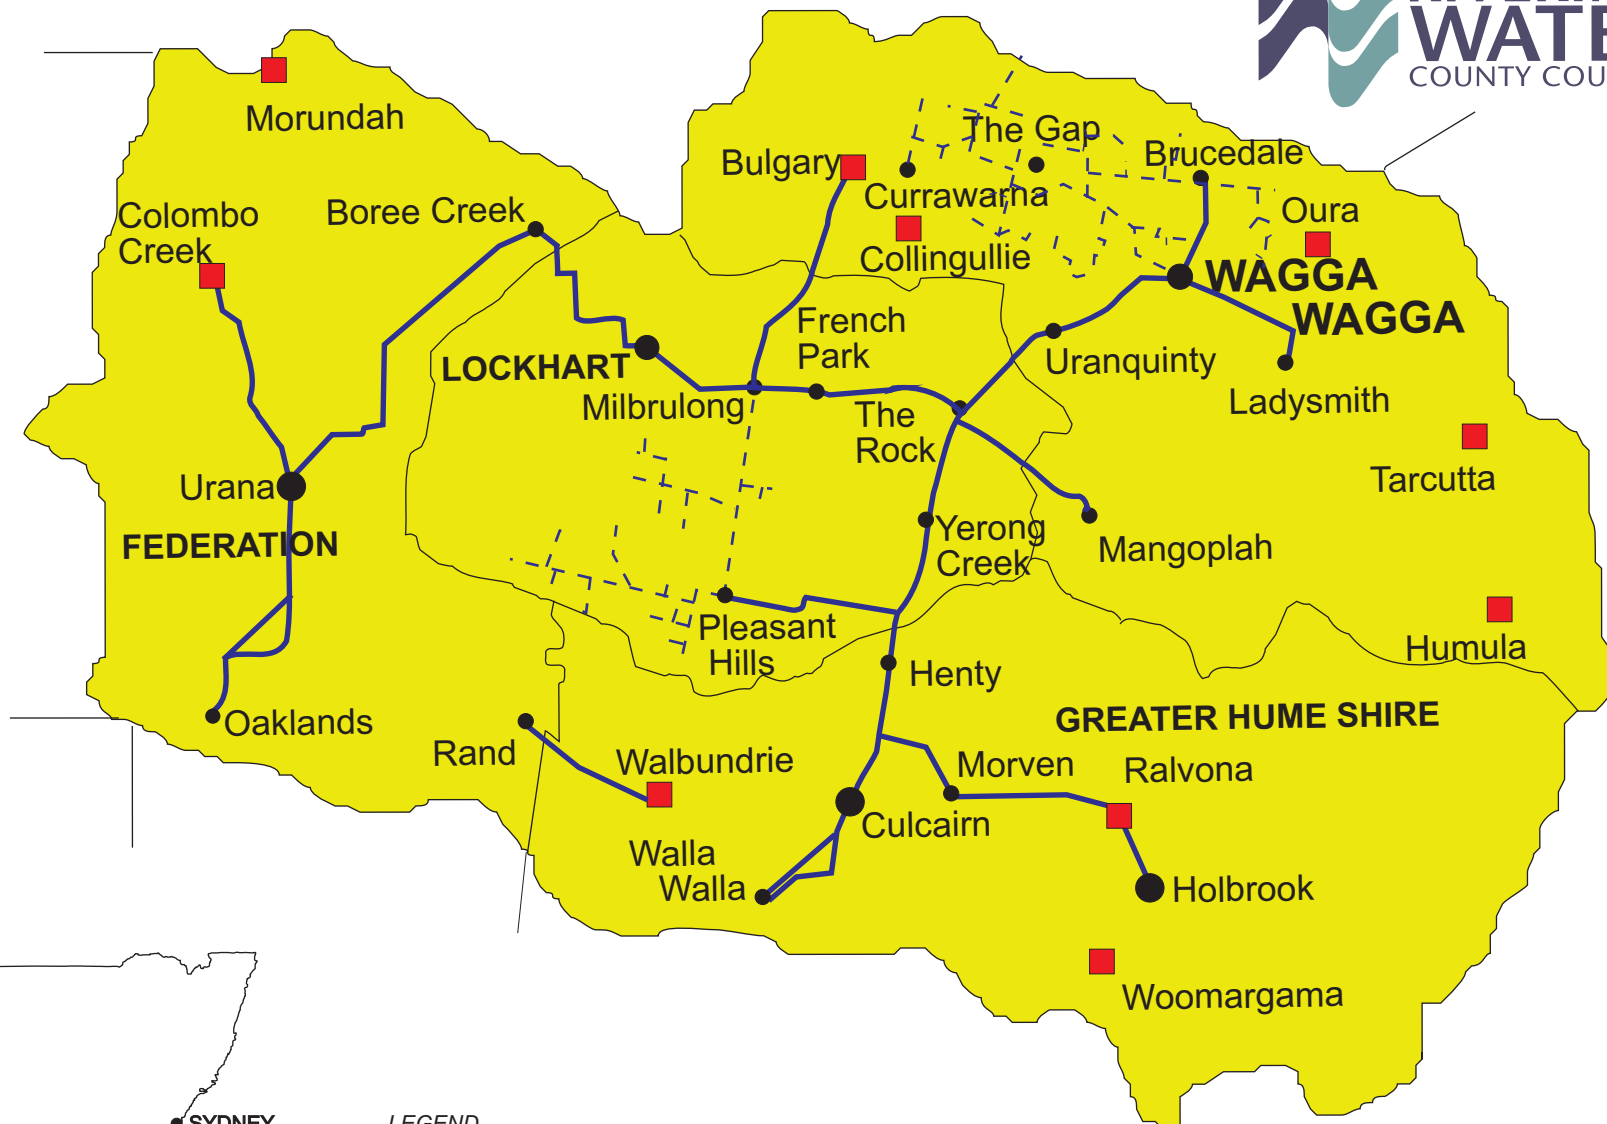 WATE
COUNTY COU
Morundah
The Gap
Bulgary
Brucedale
Currawarna
Colombo
Creek
Boree Creek
Oura
Collingullie
WAGGA
WAGGA
French
Park
LOCKHART
Uranquinty
Milbrulong
Ladysmith
The
Rock
Tarcutta
Urana
Yerong
Creek
FEDERATION
Mangoplah
Pleasant
Hills
Humula
Henty
GREATER HUME SHIRE
Oaklands
Rand
Walbundrie
Morven
Ralvona
Culcairn
Walla
Walla
Holbrook
Woomargama
SYDNEY
LEGEND